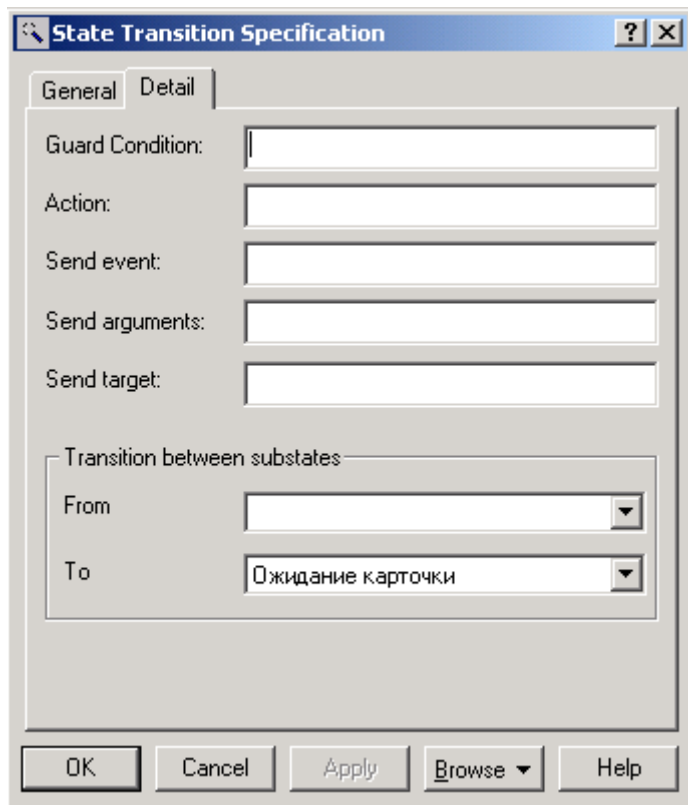 State Transition Specification
General Detail
Guard Condition:
Action:
Send event:
Send arguments:
Send target:
Transition between substates
From
To Ожидание карточки
OK Cancel Apply Browse Help